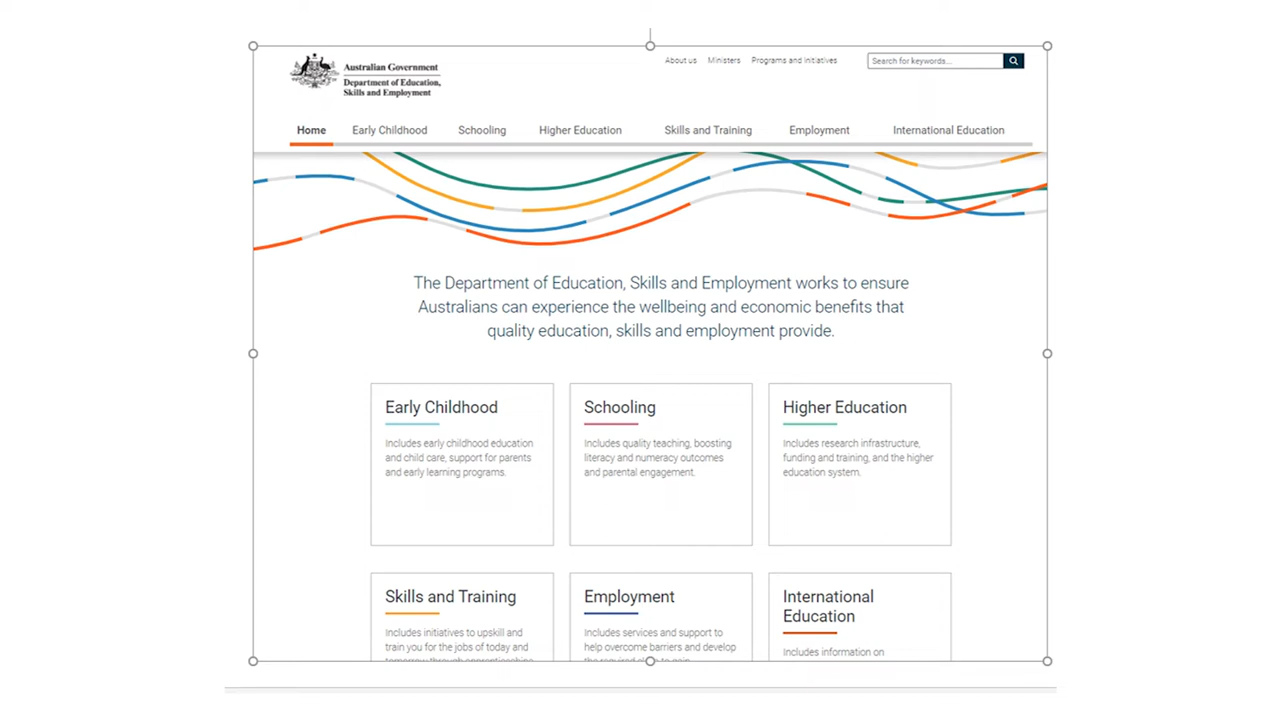 Australian Government
Department of Education,
Skills and Employment
About us Ministers Programs and Initiatives
Search for keywords...
Home Early Childhood Schooling Higher Education Skills and Training Employment International Education
The Department of Education, Skills and Employment works to ensure
Australians can experience the wellbeing and economic benefits that
quality education, skills and employment provide.
Early Childhood
Includes early childhood education
and child care, support for parents
and early learning programs.
Schooling
Includes quality teaching, boosting
literacy and numeracy outcomes
and parental engagement.
Higher Education
Includes research infrastructure,
funding and training, and the higher
education system.
Skills and Training
Includes initiatives to upskill and
train you for the jobs of today and
tomorrow through apprenticeships
Employment
Includes services and support to
help overcome barriers and develop
the required
International
Education
Includes information on